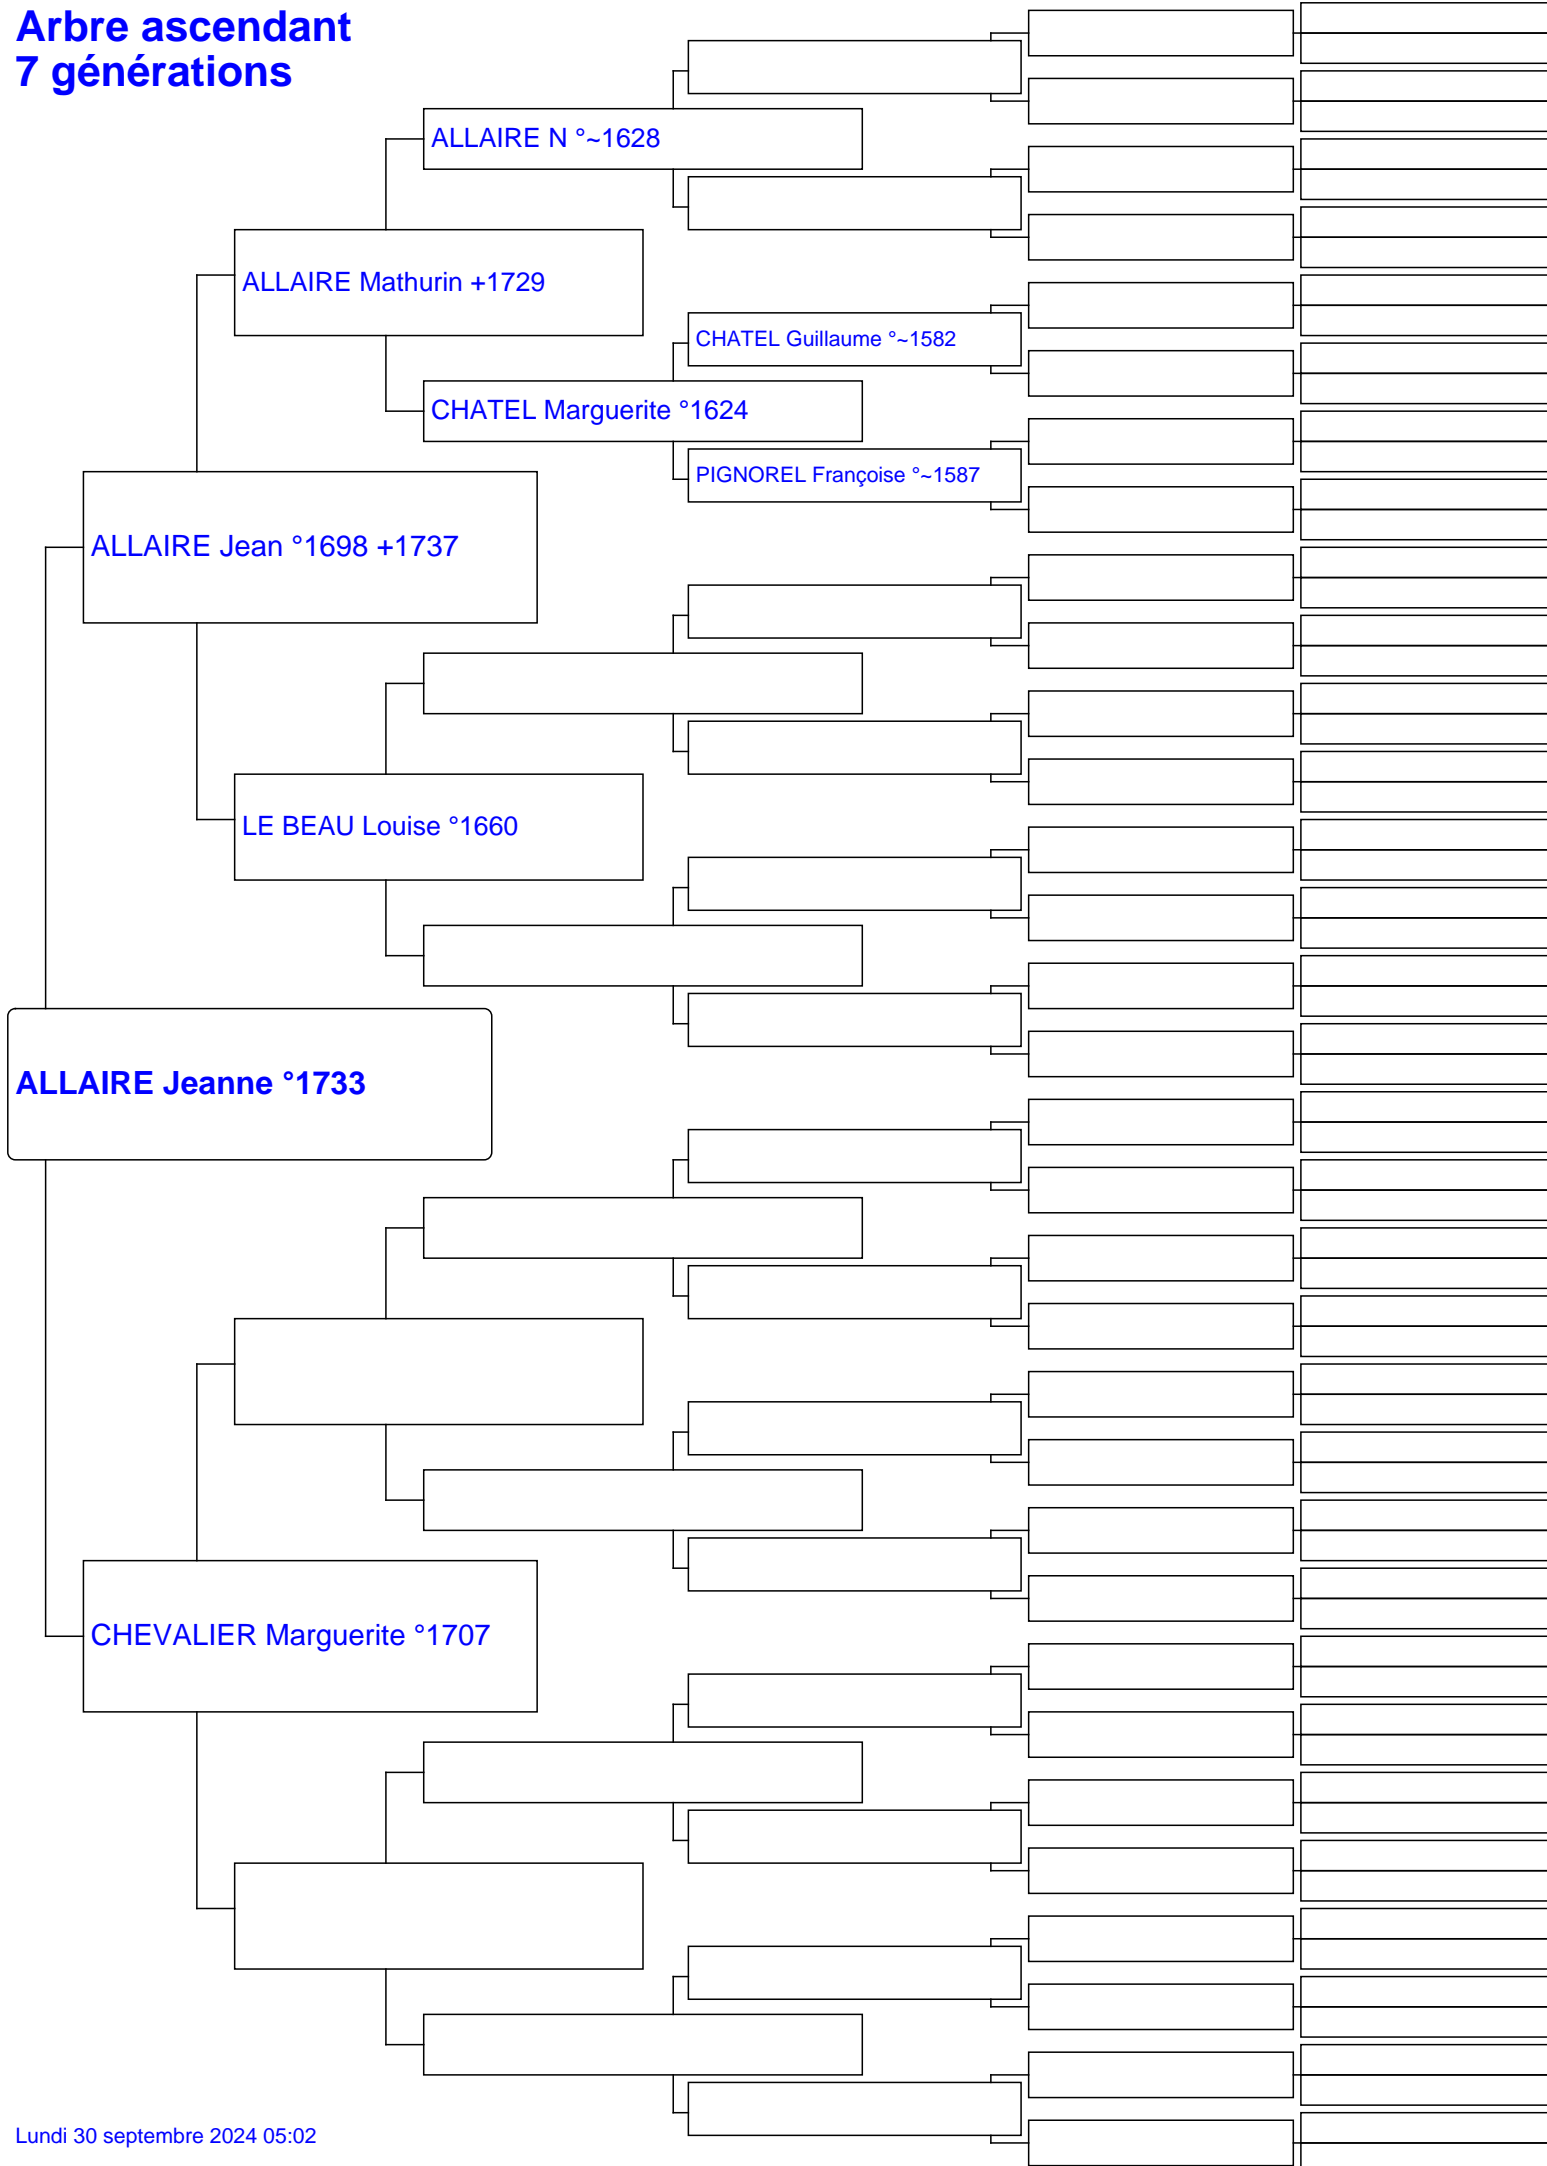 Arbre ascendant
7 générations
ALLAIRE N °~1628
ALLAIRE Mathurin +1729
CHATEL Guillaume °~1582
CHATEL Marguerite °1624
PIGNOREL Françoise °~1587
ALLAIRE Jean °1698 +1737
LE BEAU Louise °1660
ALLAIRE Jeanne °1733
CHEVALIER Marguerite °1707
Lundi 30 septembre 2024 05:02